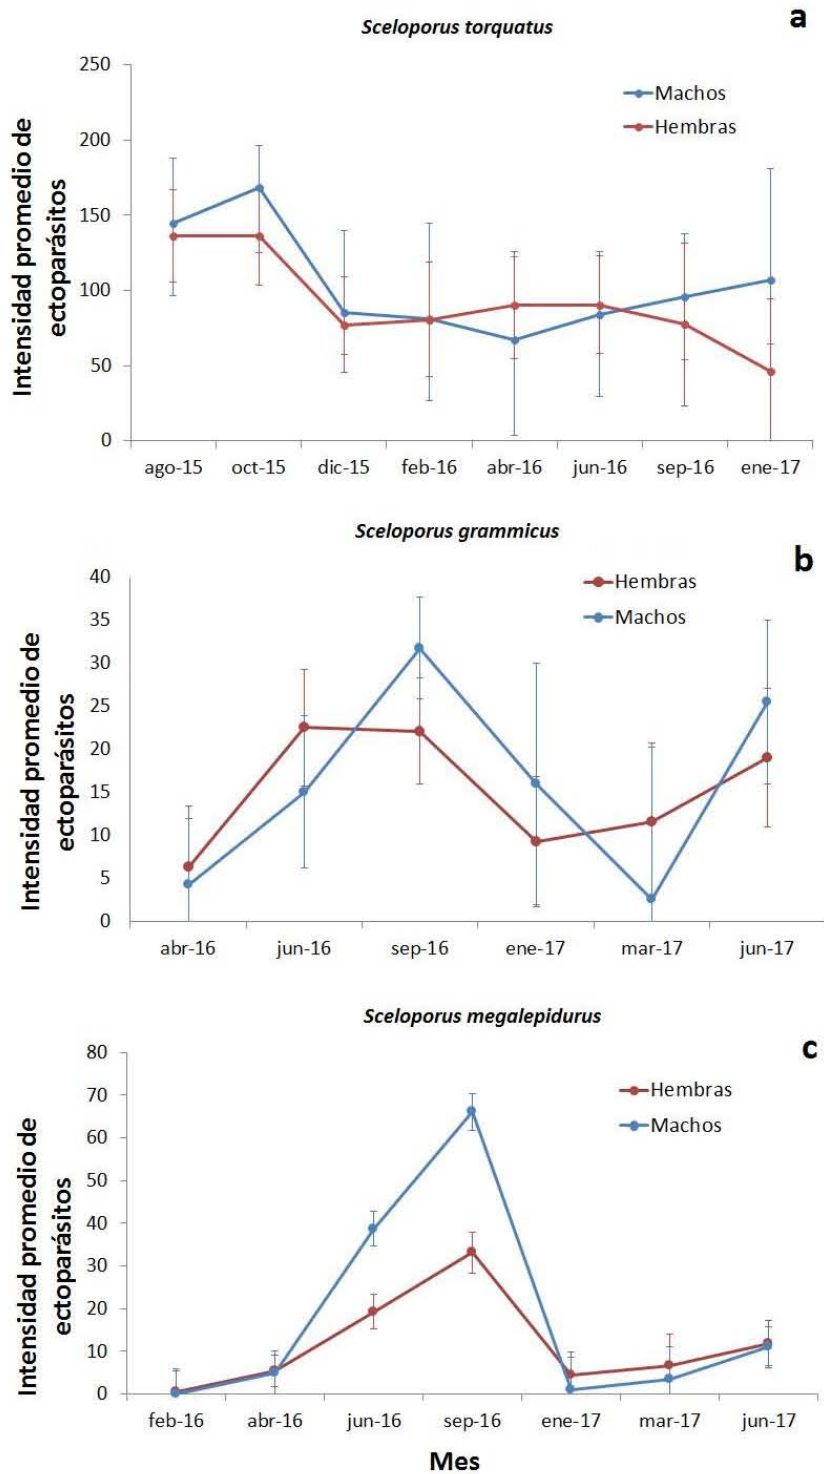 a
Sceloporus torquatus
Intensidad promedio de
ectoparásitos
250
200
150
100
50
0
Machos
Hembras
ago-15 oct-15 dic-15 feb-16 abr-16 jun-16 sep-16 ene-17
Sceloporus grammicus
b
Intensidad promedio de
ectoparásitos
40
35
30
25
20
15
10
5
0
Hembras
Machos
abr-16 jun-16 sep-16 ene-17 mar-17 jun-17
Sceloporus megalepidurus
c
Intensidad promedio de
ectoparásitos
80
70
60
50
40
30
20
10
0
Hembras
Machos
feb-16 abr-16 jun-16 sep-16 ene-17 mar-17 jun-17
Mes